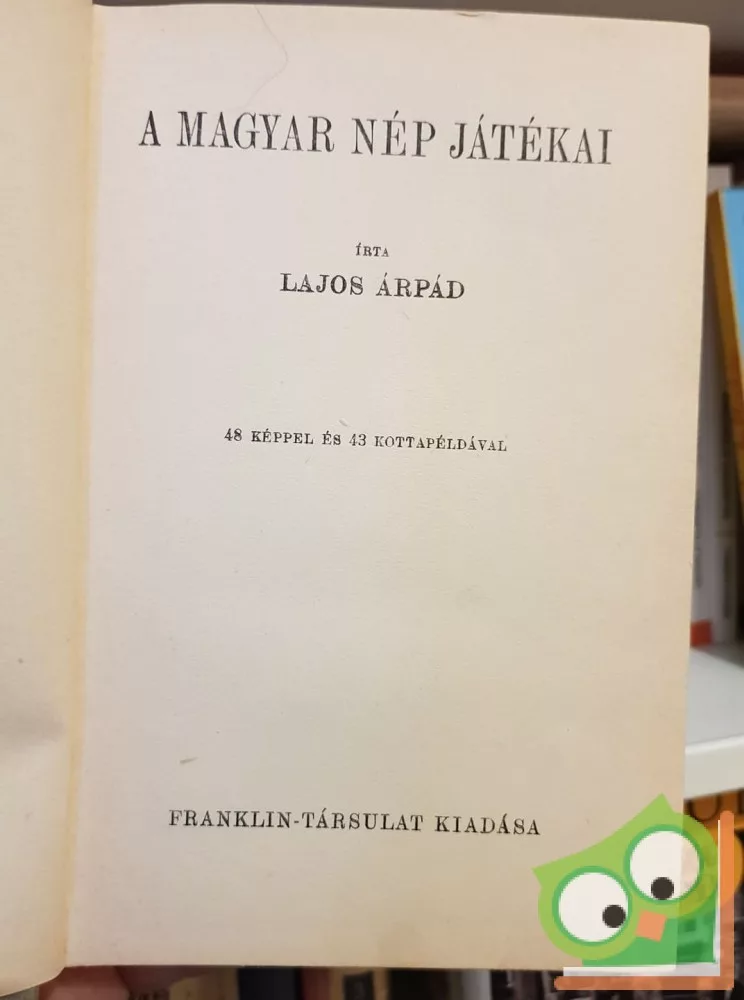 A MAGYAR NÉP JÁTÉKAI
ÍRTA
LAJOS ÁRPÁD
48 KÉPPEL ÉS 43 KOTTAPÉLDÁVAL
FRANKLIN-TÁRSULAT KIADÁSA